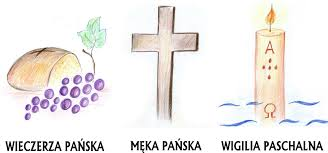 A
Ω
WIECZERZA PAŃSKA
MĘKA PAŃSKA
WIGILIA PASCHALNA